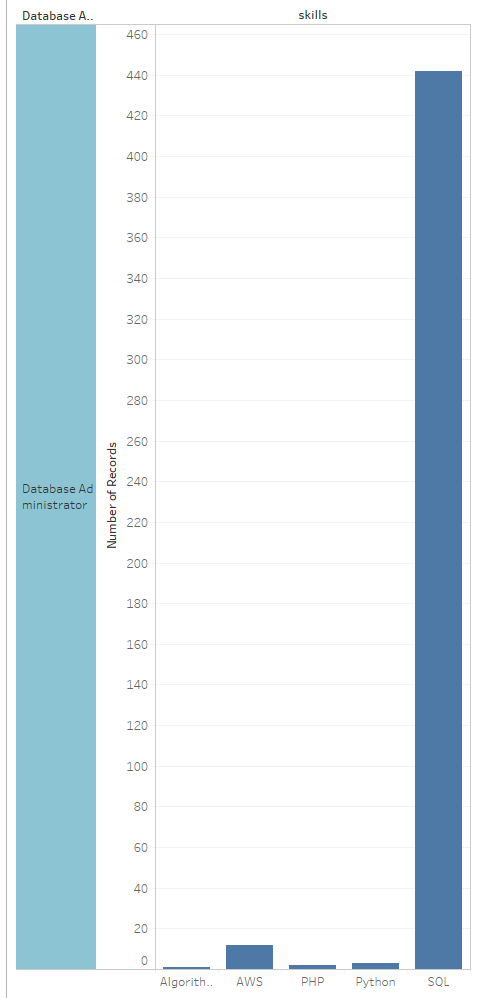 Database A..
skills
460
440
420
400
380
360
340
320
300
280
260
240
220
200
180
160
140
120
100
80
60
40
20
0
Number of Records
Database Ad
ministrator
Algorith..
AWS
PHP
Python
SQL